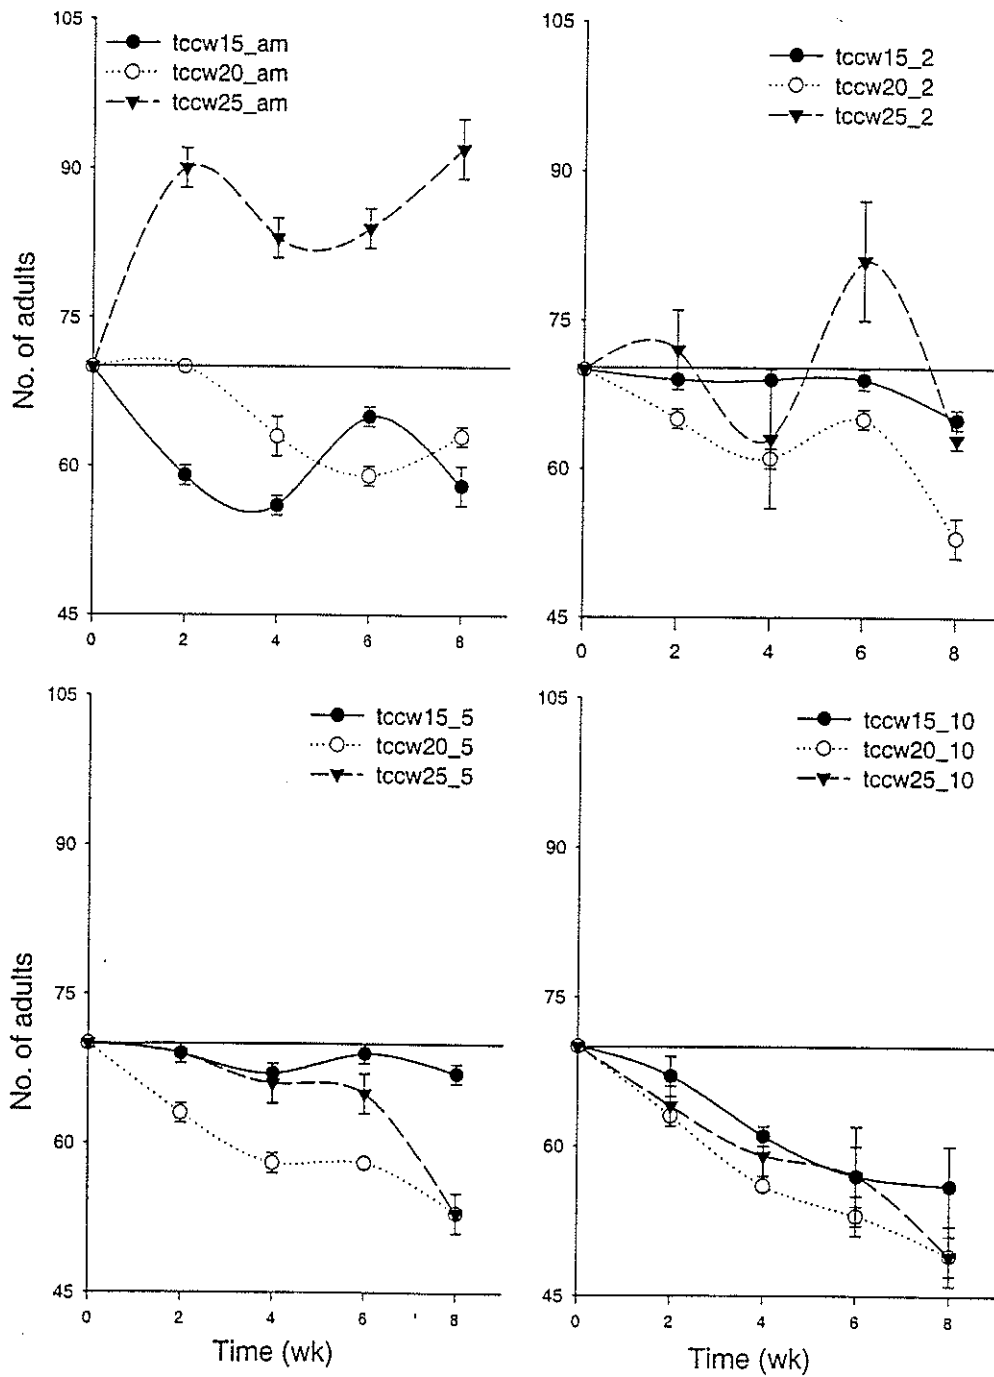 105
tccw15_am
tccw20_am
tccw25_am
90
75
60
45
No. of adults
0 2 4 6 8
105
tccw15_2
tccw20_2
tccw25_2
90
75
60
45
0 2 4 6 8
105
tccw15_5
tccw20_5
tccw25_5
90
75
60
45
No. of adults
0 2 4 6 8
Time (wk)
105
tccw15_10
tccw20_10
tccw25_10
90
75
60
45
0 2 4 6 8
Time (wk)